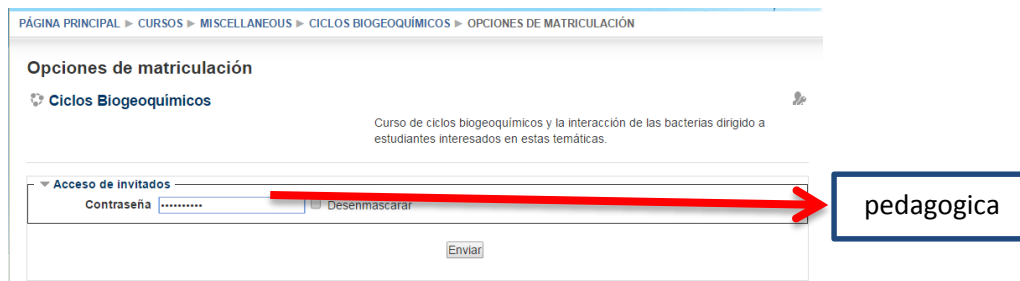 PÁGINA PRINCIPAL ► CURSOS ► MISCELLANEOUS ► CICLOS BIOGEOQUÍMICOS ► OPCIONES DE MATRICULACIÓN
Opciones de matriculación
Ciclos Biogeoquímicos
Curso de ciclos biogeoquímicos y la interacción de las bacterias dirigido a
estudiantes interesados en estas temáticas.
Acceso de invitados
Contraseña •••••••••• Desenmascarar
pedagogica
Enviar